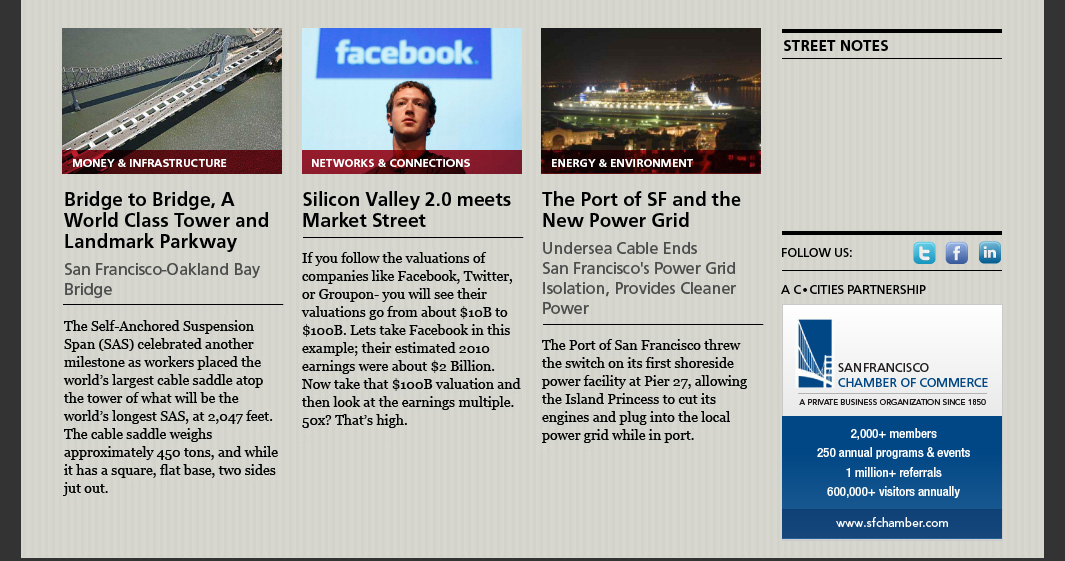 facebook.
MONEY & INFRASTRUCTURE
Bridge to Bridge, A
World Class Tower and
Landmark Parkway
San Francisco-Oakland Bay
Bridge
The Self-Anchored Suspension
Span (SAS) celebrated another
milestone as workers placed the
world's largest cable saddle atop
the tower of what will be the
world's longest SAS, at 2,047 feet.
The cable saddle weighs
approximately 450 tons, and while
it has a square, flat base, two sides
jut out.
NETWORKS & CONNECTIONS
Silicon Valley 2.0 meets
Market Street
If you follow the valuations of
companies like Facebook, Twitter,
or Groupon- you will see their
valuations go from about $10B to
$100B. Lets take Facebook in this
example; their estimated 2010
earnings were about $2 Billion.
Now take that $100B valuation and
then look at the earnings multiple.
50x? That's high.
ENERGY & ENVIRONMENT
The Port of SF and the
New Power Grid
Undersea Cable Ends
San Francisco's Power Grid
Isolation, Provides Cleaner
Power
The Port of San Francisco threw
the switch on its first shoreside
power facility at Pier 27, allowing
the Island Princess to cut its
engines and plug into the local
power grid while in port.
STREET NOTES
FOLLOW US:
t f in
A C•CITIES PARTNERSHIP
SAN FRANCISCO
CHAMBER OF COMMERCE
A PRIVATE BUSINESS ORGANIZATION SINCE 1850
2,000+ members
250 annual programs & events
1 million+ referrals
600,000+ visitors annually
www.sfchamber.com